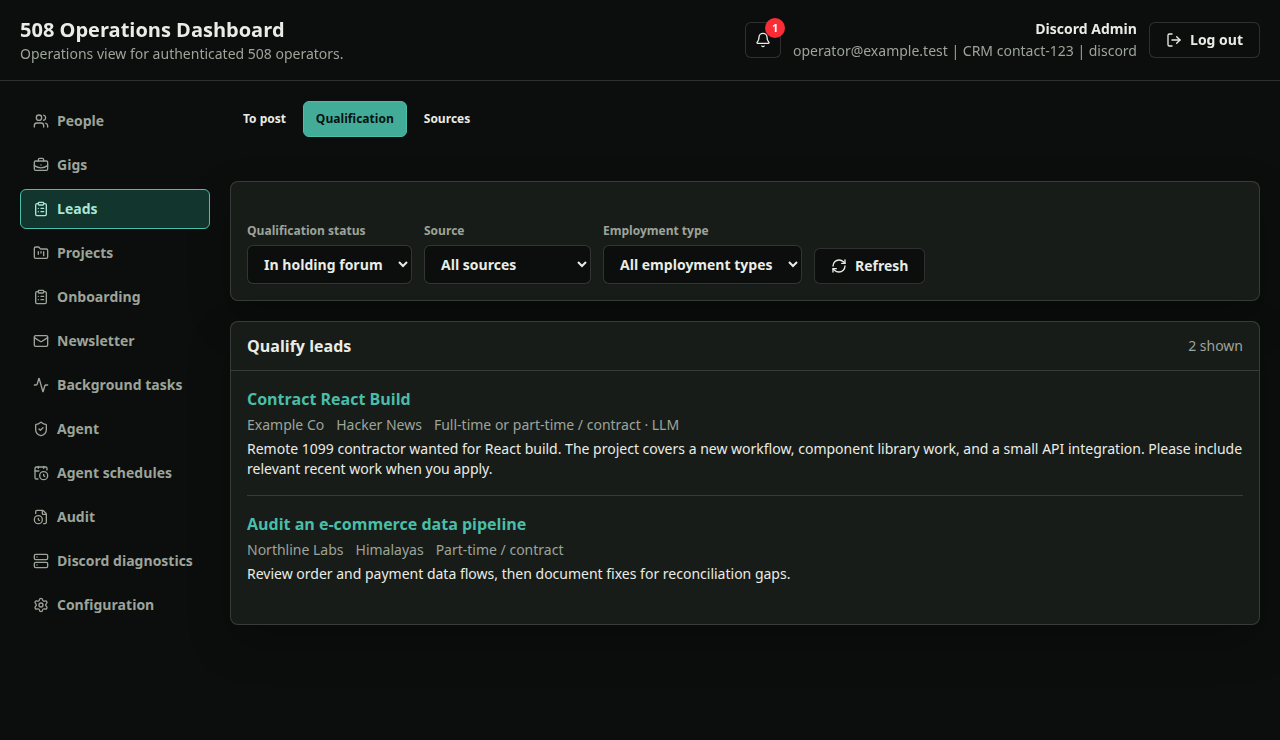 508 Operations Dashboard
Operations view for authenticated 508 operators.
1
Discord Admin
operator@example.test | CRM contact-123 | discord
Log out
People
Gigs
Leads
Projects
Onboarding
Newsletter
Background tasks
Agent
Agent schedules
Audit
Discord diagnostics
Configuration
To post
Qualification
Sources
Qualification status
Source
Employment type
In holding forum
All sources
All employment types
Refresh
Qualify leads
2 shown
Contract React Build
Example Co Hacker News Full-time or part-time / contract · LLM
Remote 1099 contractor wanted for React build. The project covers a new workflow, component library work, and a small API integration. Please include
relevant recent work when you apply.
Audit an e-commerce data pipeline
Northline Labs Himalayas Part-time / contract
Review order and payment data flows, then document fixes for reconciliation gaps.